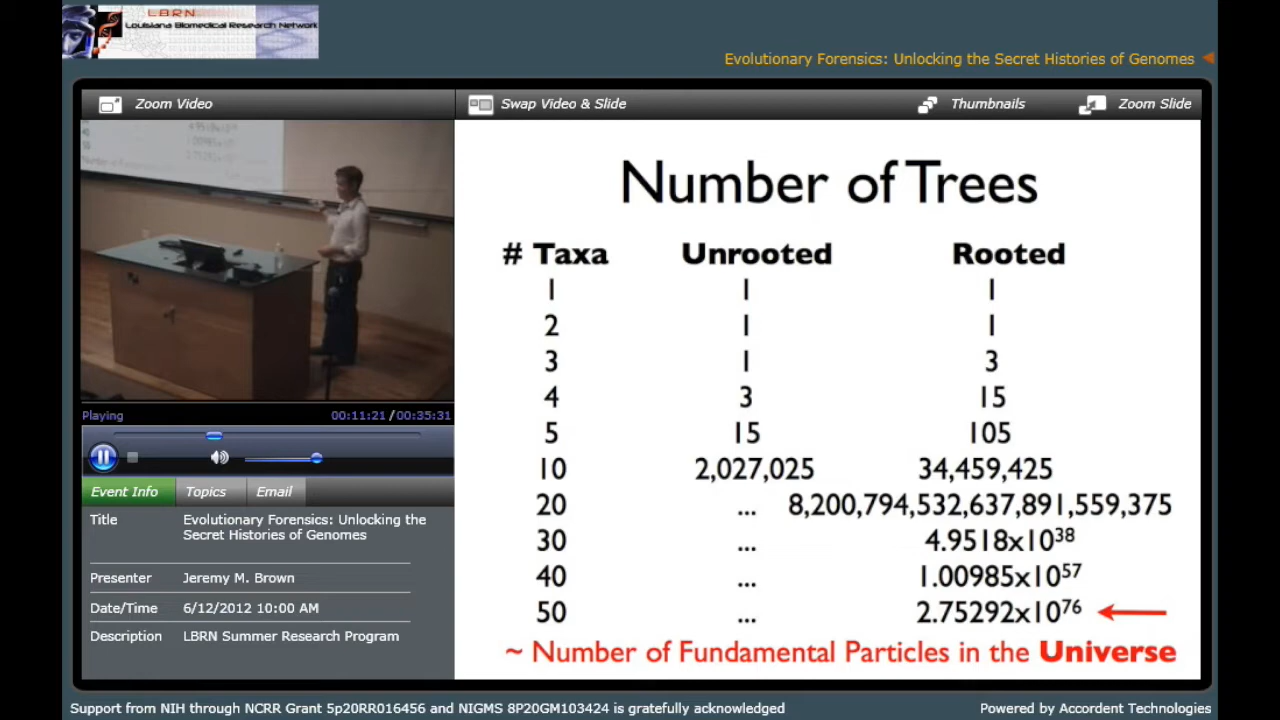 LBRN
Louisiana Biomedical Research Network
Evolutionary Forensics: Unlocking the Secret Histories of Genomes
Zoom Video
Swap Video & Slide
Thumbnails
Zoom Slide
Number of Trees
# Taxa Unrooted Rooted
1 1 1
2 1 1
3 1 3
4 3 15
5 15 105
10 2,027,025 34,459,425
20 ... 8,200,794,532,637,891,559,375
30 ... 4.9518x10³⁸
40 ... 1.00985x10⁵⁷
50 ... 2.75292x10⁷⁶
~ Number of Fundamental Particles in the Universe
Playing 00:11:21 / 00:35:31
Event Info Topics Email
Title Evolutionary Forensics: Unlocking the
Secret Histories of Genomes
Presenter Jeremy M. Brown
Date/Time 6/12/2012 10:00 AM
Description LBRN Summer Research Program
Support from NIH through NCRR Grant 5p20RR016456 and NIGMS 8P20GM103424 is gratefully acknowledged
Powered by Accordent Technologies